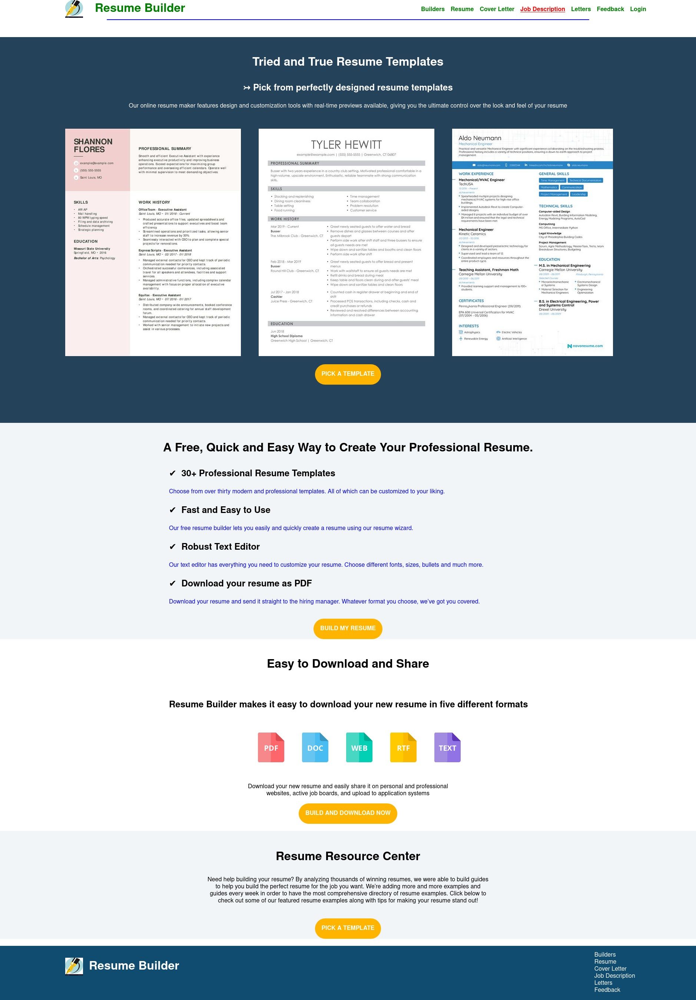 Resume Builder
Builders Resume Cover Letter Job Description Letters Feedback Login
Tried and True Resume Templates
↣ Pick from perfectly designed resume templates
Our online resume maker features design and customization tools with real-time previews available, giving you the ultimate control over the look and feel of your resume
SHANNON
FLORES
example@example.com
(555) 555-5555
Saint Louis, MO
PROFESSIONAL SUMMARY
Smooth and efficient Executive Assistant with experience
enhancing executive productivity and improving business
operations. Exceed expectations for maximizing group
performance and overseeing efficient calendars. Operate well
with minimal supervision to meet demanding objectives.
SKILLS
• AR/AP
• Mail handling
• 80 WPM typing speed
• Filing and data archiving
• Schedule management
• Strategic planning
EDUCATION
Missouri State University
Springfield, MO • 2016
Bachelor of Arts: Psychology
WORK HISTORY
OfficeTeam - Executive Assistant
Saint Louis, MO • 01/2018 - Current
• Produced accurate office files, updated spreadsheets and
crafted presentations to support executives and boost team
efficiency.
• Streamlined operations and prioritized tasks, allowing senior
staff to increase revenue by 30%
• Seamlessly interacted with CEO to plan and complete special
projects for renovations.
Express Scripts - Executive Assistant
Saint Louis, MO • 02/2017 - 01/2018
• Managed external contacts for CEO and kept track of periodic
communication needed for priority contacts.
• Orchestrated successful conferences, including associated
travel for all speakers and attendees, facilities and support
services.
• Managed administrative functions, including complex calendar
management with focus on proper allocation of executive
availability.
Equifax - Executive Assistant
Saint Louis, MO • 07/2016 - 01/2017
• Distributed company-wide announcements, booked conference
rooms, and coordinated catering for annual staff development
forum.
• Managed external contacts for CEO and kept track of periodic
communication needed for priority contacts.
• Worked with senior management to initiate new projects and
assist in various processes.
TYLER HEWITT
example@example.com | (555) 555-5555 | Greenwich, CT 06807
PROFESSIONAL SUMMARY
Busser with two years experience in a country club setting. Motivated professional comfortable in a
high-volume, upscale environment. Enthusiastic, reliable teammate with strong communication
skills.
SKILLS
• Stocking and replenishing
• Dining room cleanliness
• Table setting
• Food running
• Time management
• Team collaboration
• Problem resolution
• Customer service
WORK HISTORY
Mar 2019 - Current
Busser
The Milbrook Club - Greenwich, CT
• Greet newly seated guests to offer water and bread
• Remove dishes and glasses between courses and after
guests depart
• Perform side work after shift staff and three bussers to ensure
all guests needs are met
• Wipe down and sanitize tables and booths and clean floors
• Perform side work after shift
Feb 2018 - Mar 2019
Busser
Round Hill Club - Greenwich, CT
• Greet newly seated guests to offer bread and present
menus
• Work with waitstaff to ensure all guests needs are met
• Refill drinks and bread during meal
• Keep table and floors clean during and after guests' meal
• Wipe down and sanitize tables and clean floors
Jul 2017 - Jan 2018
Cashier
Juice Press - Greenwich, CT
• Counted cash in register drawer at beginning and end of
shift
• Processed POS transactions, including checks, cash and
credit purchases or refunds
• Reviewed and resolved differences between accounting
information and cash drawer
EDUCATION
Jun 2018
High School Diploma
Greenwich High School | Greenwich, CT
Aldo Neumann
Mechanical Engineer
Practical and versatile Mechanical Engineer with significant experience collaborating on the troubleshooting process.
Professional history includes a variety of technical positions, ensuring a down-to-earth approach to project
management.
aldo@neumann.com 22883344 linkedin.com/in/aldoneumann aldo.neumann
WORK EXPERIENCE
Mechanical/HVAC Engineer
TechUSA
11/2016 - Present
Achievements
Spearheaded multiple projects designing
mechanical/HVAC systems for high-rise office
buildings.
Implemented Autodesk Revit to create Computer-
aided designs.
Managed 8 projects with an individual budget of over
$4 million and ensured that the legal and technical
requirements have been met.
Mechanical Engineer
Kinetic Ceramics
07/2013 - 10/2016
Achievements
Designed and developed piezoelectric technology for
clients in a variety of sectors.
Supervised and lead a team of 12.
Coordinated employees and resources throughout the
entire product cycle.
Teaching Assistant, Freshman Math
Carnegie Mellon University
09/2010 - 06/2011
Achievements
Provided learning support and management to 100+
students.
CERTIFICATES
Pennsylvania Professional Engineer (09/2011)
EPA 608 Universal Certification for HVAC
(07/2004 - 05/2006)
INTERESTS
Astrophysics Electric Vehicles
Renewable Energy Artificial Intelligence
GENERAL SKILLS
Time Management Technical Documentation
Mathematics Communication
Project Management Leadership
TECHNICAL SKILLS
Computer-aided Design
Autodesk Revit, Building Information Modeling,
Energy Modeling Programs, AutoCad
Computing
MS Office, Intermediate Python
Legal Knowledge
City of Philadelphia Building Codes
Project Management
Scrum, Agile Methodology, MeisterTask, Trello, Work
Breakdown Structures, Budgeting
EDUCATION
M.S. in Mechanical Engineering
Carnegie Mellon University
08/2009 - 06/2011 Pittsburgh, Pennsylvania
Selected Courses
Microelectromechanic
al Systems
Material Selection for
Mechanical Engineers
Electromechanical
Systems Design
Engineering
Optimization
B.S. in Electrical Engineering, Power
and Systems Control
Drexel University
08/2005 - 06/2009
novoresume.com
PICK A TEMPLATE
A Free, Quick and Easy Way to Create Your Professional Resume.
✔ 30+ Professional Resume Templates
Choose from over thirty modern and professional templates. All of which can be customized to your liking.
✔ Fast and Easy to Use
Our free resume builder lets you easily and quickly create a resume using our resume wizard.
✔ Robust Text Editor
Our text editor has everything you need to customize your resume. Choose different fonts, sizes, bullets and much more.
✔ Download your resume as PDF
Download your resume and send it straight to the hiring manager. Whatever format you choose, we've got you covered.
BUILD MY RESUME
Easy to Download and Share
Resume Builder makes it easy to download your new resume in five different formats
PDF DOC WEB RTF TEXT
Download your new resume and easily share it on personal and professional
websites, active job boards, and upload to application systems
BUILD AND DOWNLOAD NOW
Resume Resource Center
Need help building your resume? By analyzing thousands of winning resumes, we were able to build guides
to help you build the perfect resume for the job you want. We're adding more and more examples and
guides every week in order to have the most comprehensive directory of resume examples. Click below to
check out some of our featured resume examples along with tips for making your resume stand out!
PICK A TEMPLATE
Resume Builder
Builders
Resume
Cover Letter
Job Description
Letters
Feedback